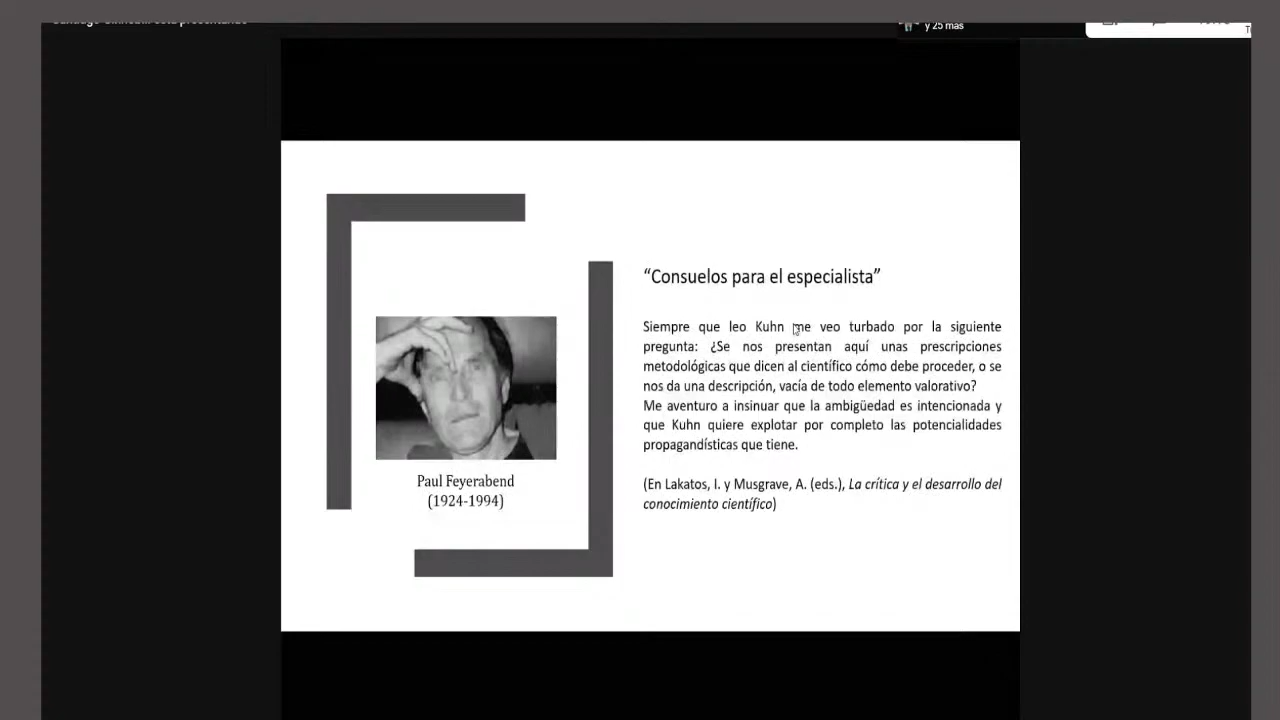 y 25 más
“Consuelos para el especialista”
Siempre que leo Kuhn me veo turbado por la siguiente
pregunta: ¿Se nos presentan aquí unas prescripciones
metodológicas que dicen al científico cómo debe proceder, o se
nos da una descripción, vacía de todo elemento valorativo?
Me aventuro a insinuar que la ambigüedad es intencionada y
que Kuhn quiere explotar por completo las potencialidades
propagandísticas que tiene.
(En Lakatos, I. y Musgrave, A. (eds.), La crítica y el desarrollo del
conocimiento científico)
Paul Feyerabend
(1924-1994)